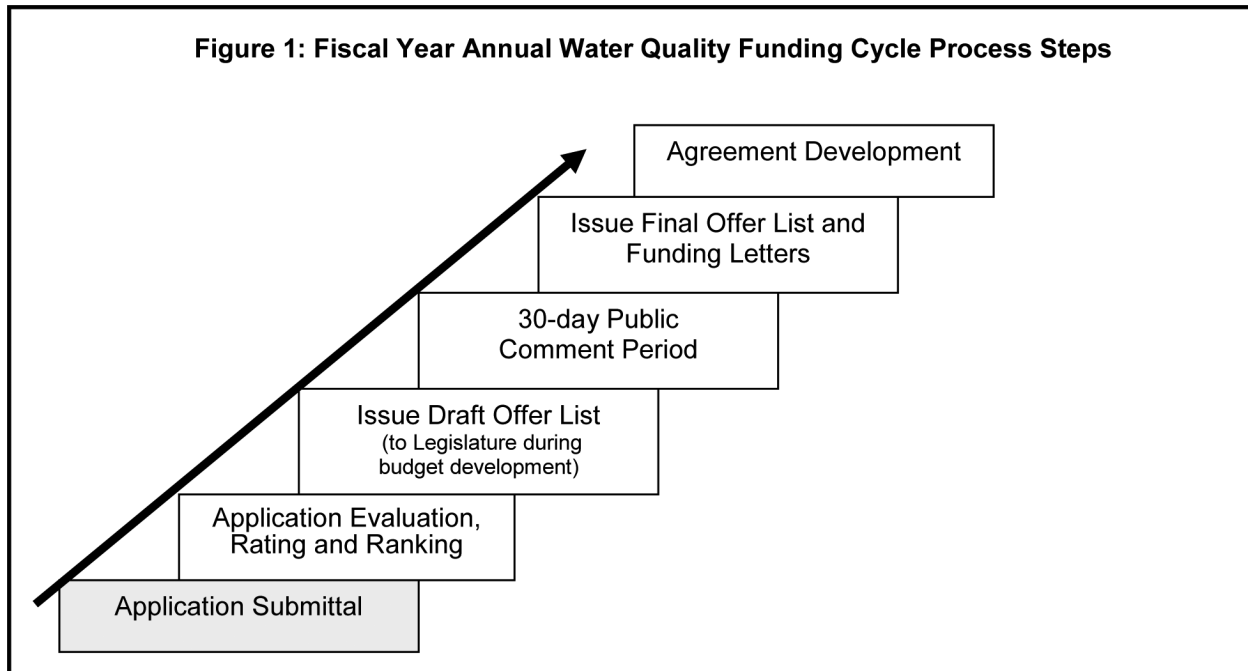 Figure 1: Fiscal Year Annual Water Quality Funding Cycle Process Steps
Agreement Development
Issue Final Offer List and
Funding Letters
30-day Public
Comment Period
Issue Draft Offer List
(to Legislature during
budget development)
Application Evaluation,
Rating and Ranking
Application Submittal